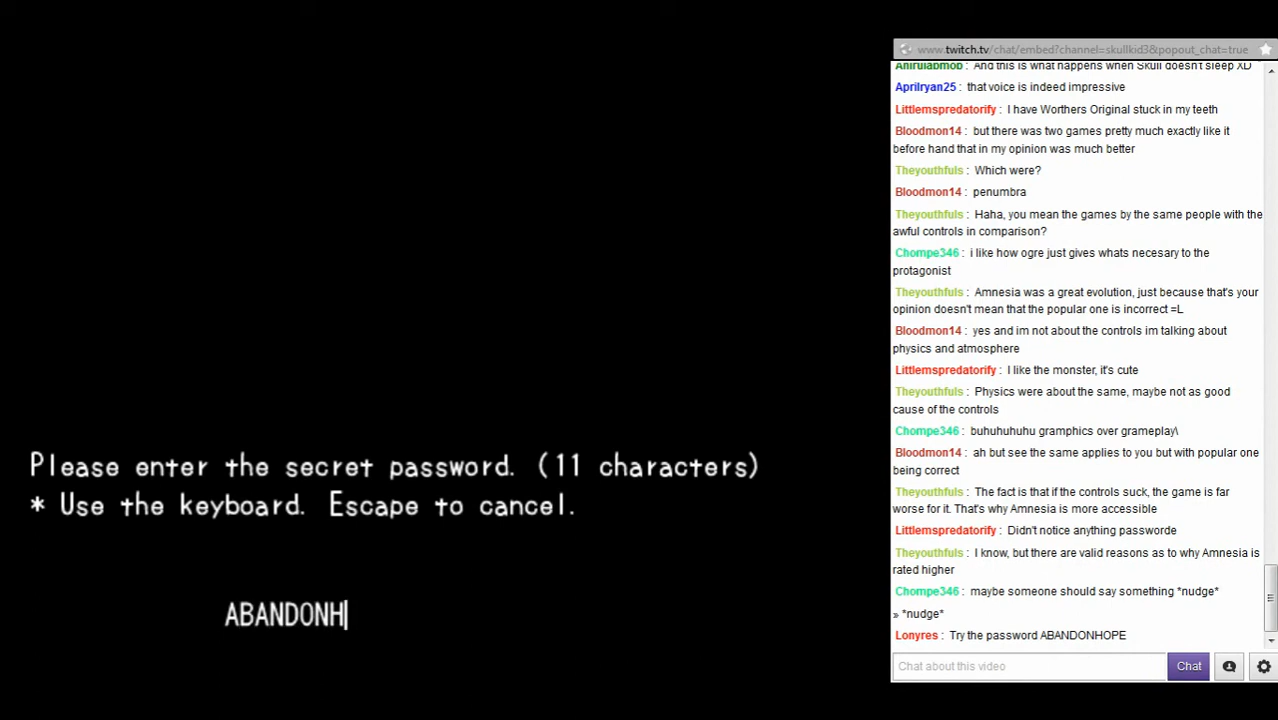 Please enter the secret password. (11 characters)
* Use the keyboard. Escape to cancel.
ABANDONH
www.twitch.tv/chat/embed?channel=skullkid3&popout_chat=true
Anirulabmob : And this is what happens when Skull doesn't sleep XD
Aprilryan25 : that voice is indeed impressive
Littlemspredatorify : I have Worthers Original stuck in my teeth
Bloodmon14 : but there was two games pretty much exactly like it
before hand that in my opinion was much better
Theyouthfuls : Which were?
Bloodmon14 : penumbra
Theyouthfuls : Haha, you mean the games by the same people with the
awful controls in comparison?
Chompe346 : i like how ogre just gives whats necesary to the
protagonist
Theyouthfuls : Amnesia was a great evolution, just because that's your
opinion doesn't mean that the popular one is incorrect =L
Bloodmon14 : yes and im not about the controls im talking about
physics and atmosphere
Littlemspredatorify : I like the monster, it's cute
Theyouthfuls : Physics were about the same, maybe not as good
cause of the controls
Chompe346 : buhuhuhuhu gramphics over grameplay\
Bloodmon14 : ah but see the same applies to you but with popular one
being correct
Theyouthfuls : The fact is that if the controls suck, the game is far
worse for it. That's why Amnesia is more accessible
Littlemspredatorify : Didn't notice anything passworde
Theyouthfuls : I know, but there are valid reasons as to why Amnesia is
rated higher
Chompe346 : maybe someone should say something *nudge*
» *nudge*
Lonyres : Try the password ABANDONHOPE
Chat about this video
Chat